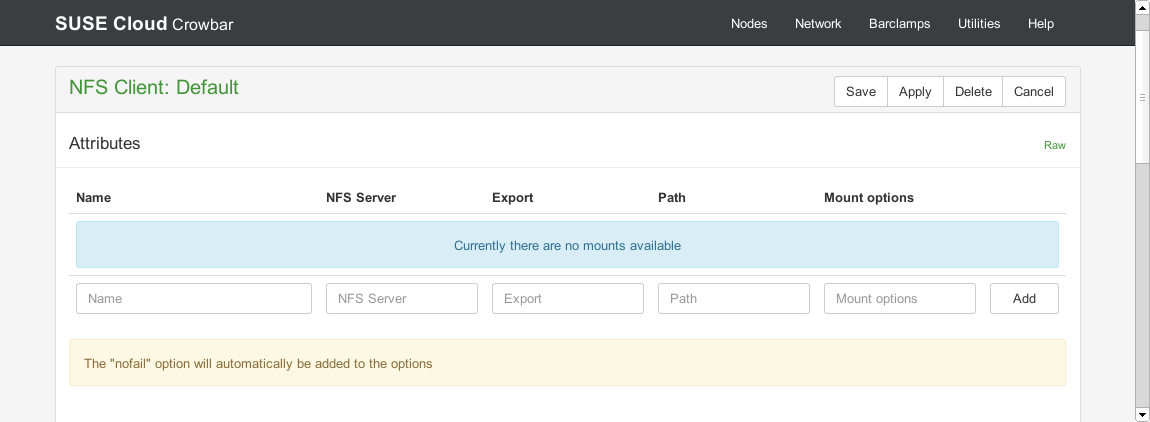 SUSE Cloud Crowbar Nodes Network Barclamps Utilities Help
NFS Client: Default Save Apply Delete Cancel
Attributes Raw
Name NFS Server Export Path Mount options
Currently there are no mounts available
Name NFS Server Export Path Mount options Add
The "nofail" option will automatically be added to the options